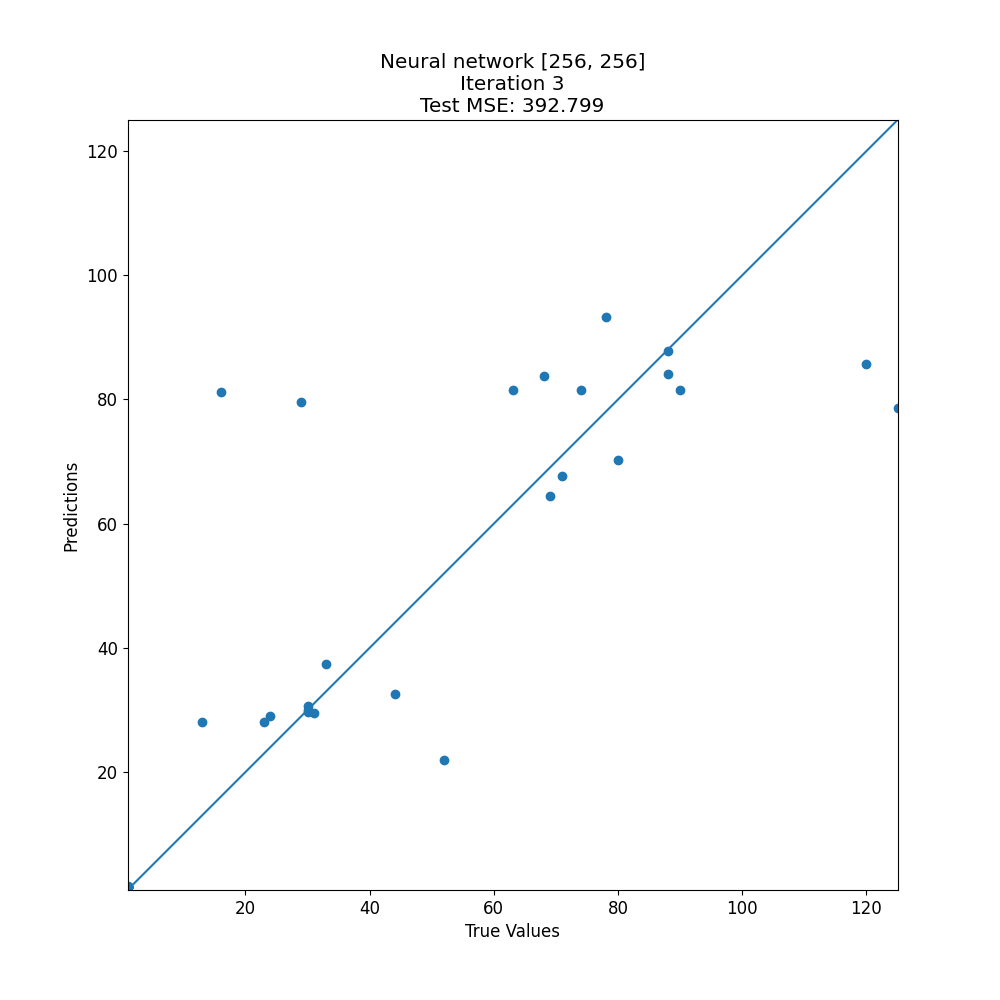 Neural network [256, 256]
Iteration 3
Test MSE: 392.799
120
100
80
60
40
20
Predictions
20 40 60 80 100 120
True Values